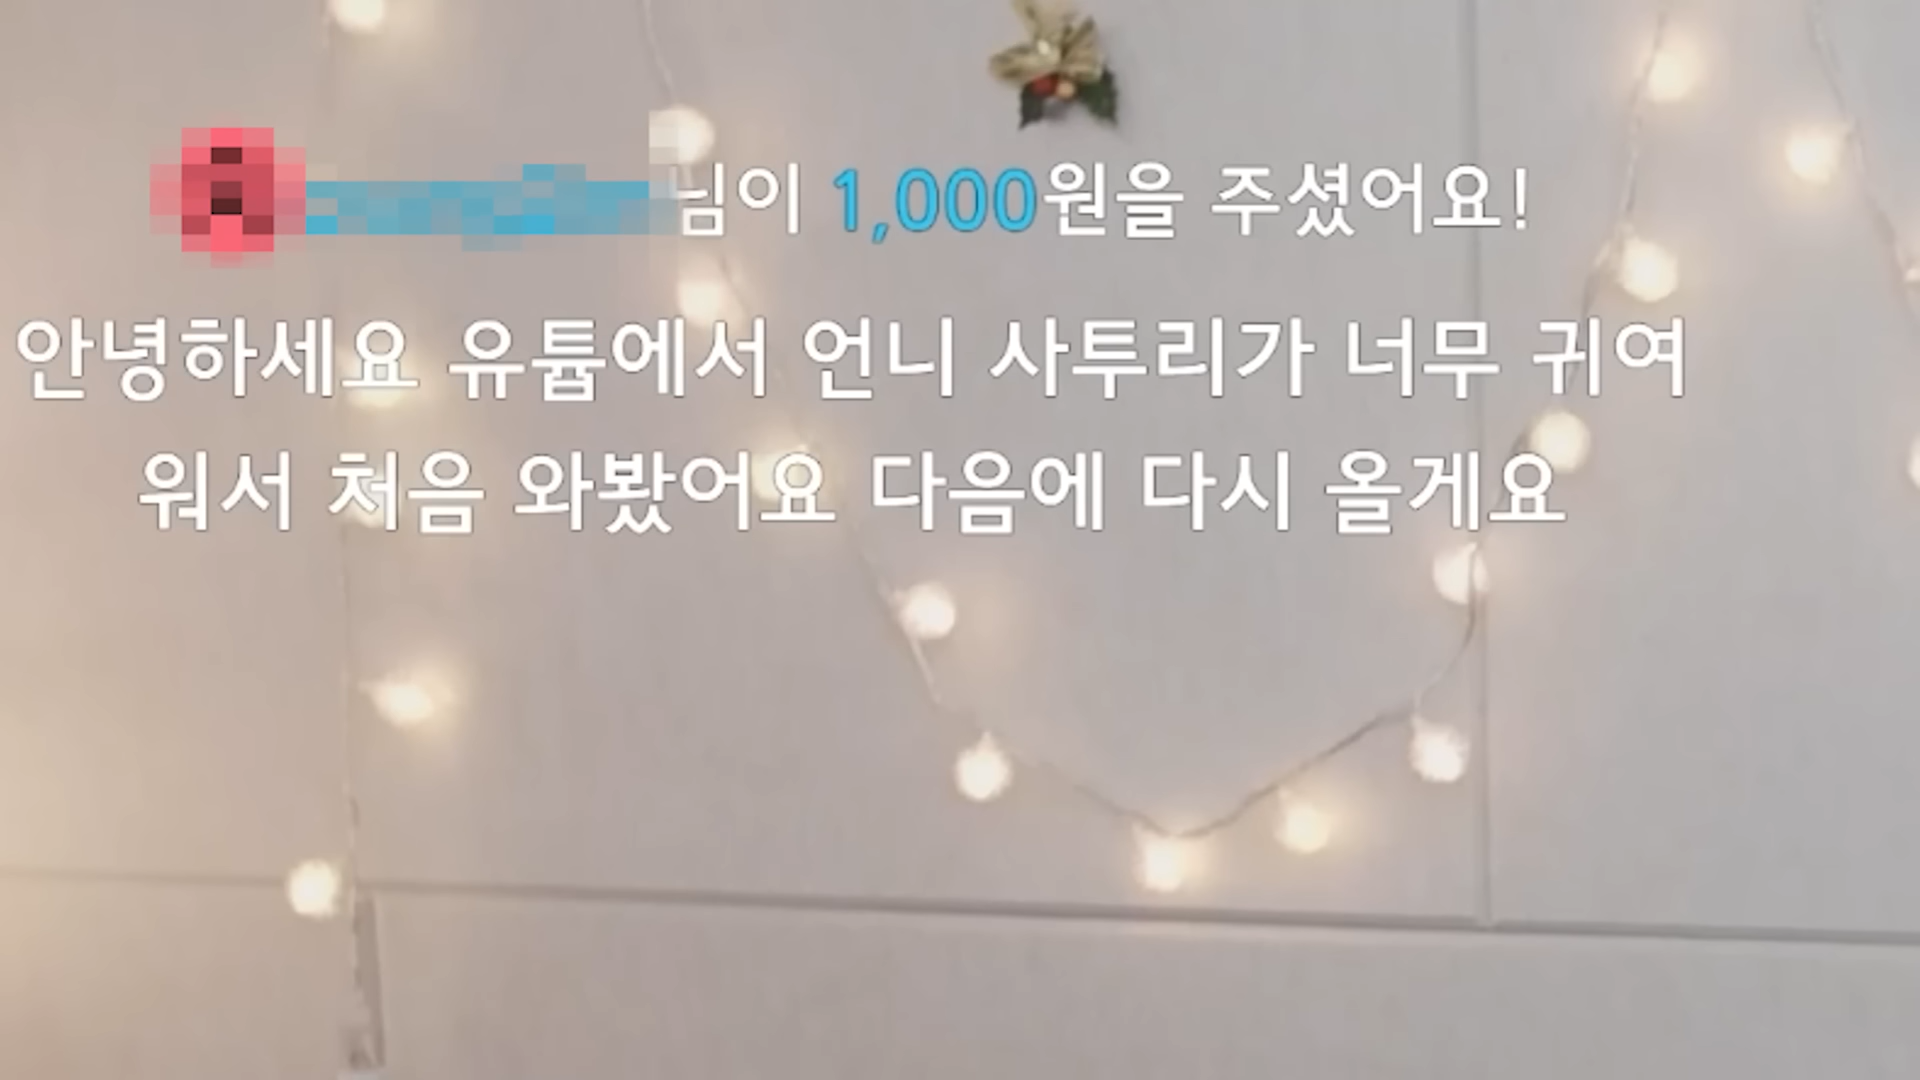 님이 1,000원을 주셨어요!
안녕하세요 유튭에서 언니 사투리가 너무 귀여
워서 처음 와봤어요 다음에 다시 올게요